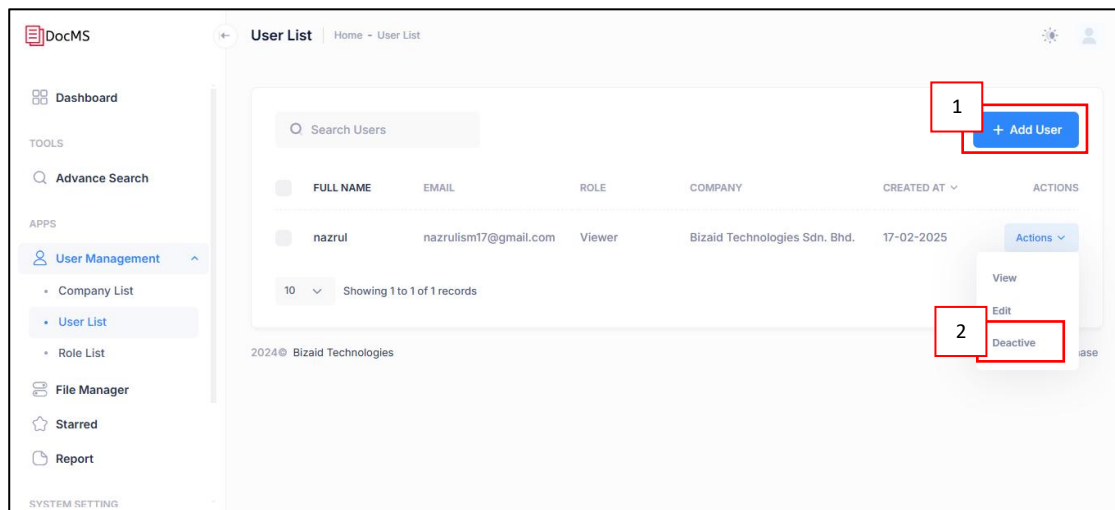 DocMS
User List Home - User List
Dashboard
TOOLS
Advance Search
APPS
User Management
Company List
User List
Role List
File Manager
Starred
Report
SYSTEM SETTING
Search Users
1
+ Add User
FULL NAME EMAIL ROLE COMPANY CREATED AT ACTIONS
nazrul nazrulism17@gmail.com Viewer Bizaid Technologies Sdn. Bhd. 17-02-2025 Actions
View
Edit
2
Deactive
10 Showing 1 to 1 of 1 records
2024© Bizaid Technologies